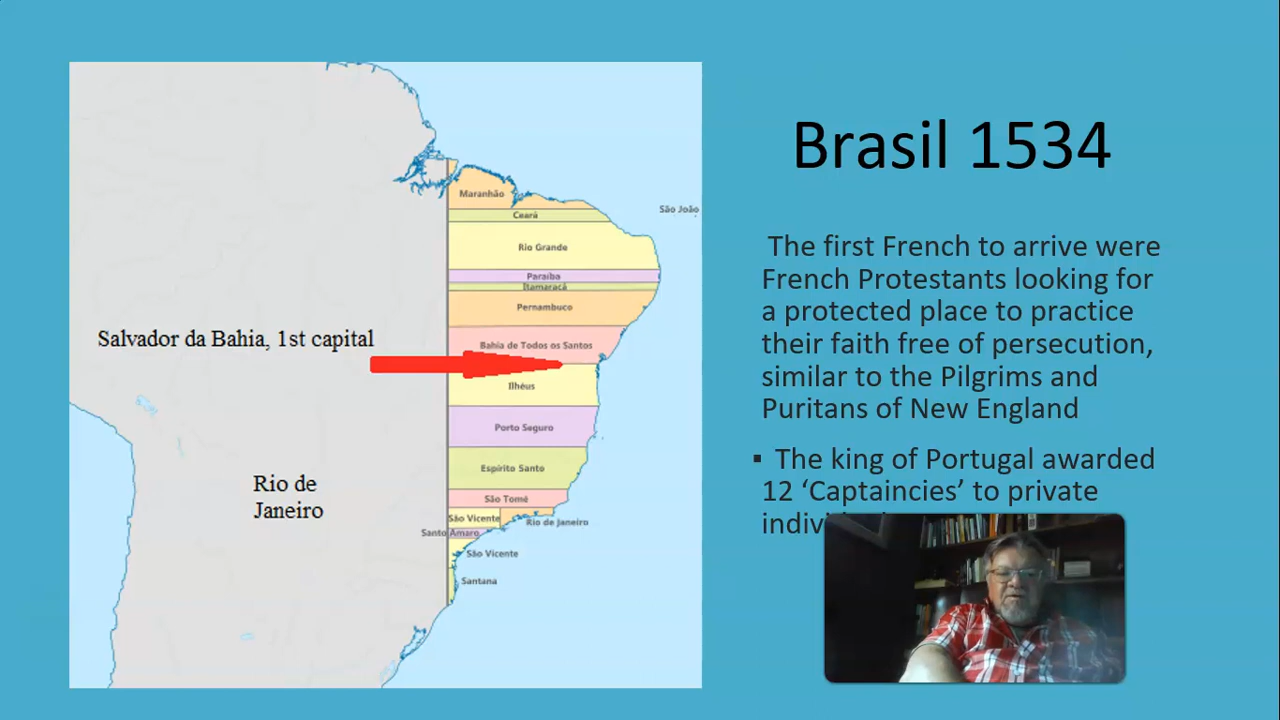 Brasil 1534
The first French to arrive were
French Protestants looking for
a protected place to practice
their faith free of persecution,
similar to the Pilgrims and
Puritans of New England
▪ The king of Portugal awarded
12 ‘Captaincies’ to private
Maranhão
São João
Ceará
Rio Grande
Paraíba
Itamaracá
Pernambuco
Salvador da Bahia, 1st capital
Bahia de Todos os Santos
Ilhéus
Porto Seguro
Espírito Santo
Rio de
Janeiro
São Tomé
São Vicente
Rio de Janeiro
Santo Amaro
São Vicente
Santana